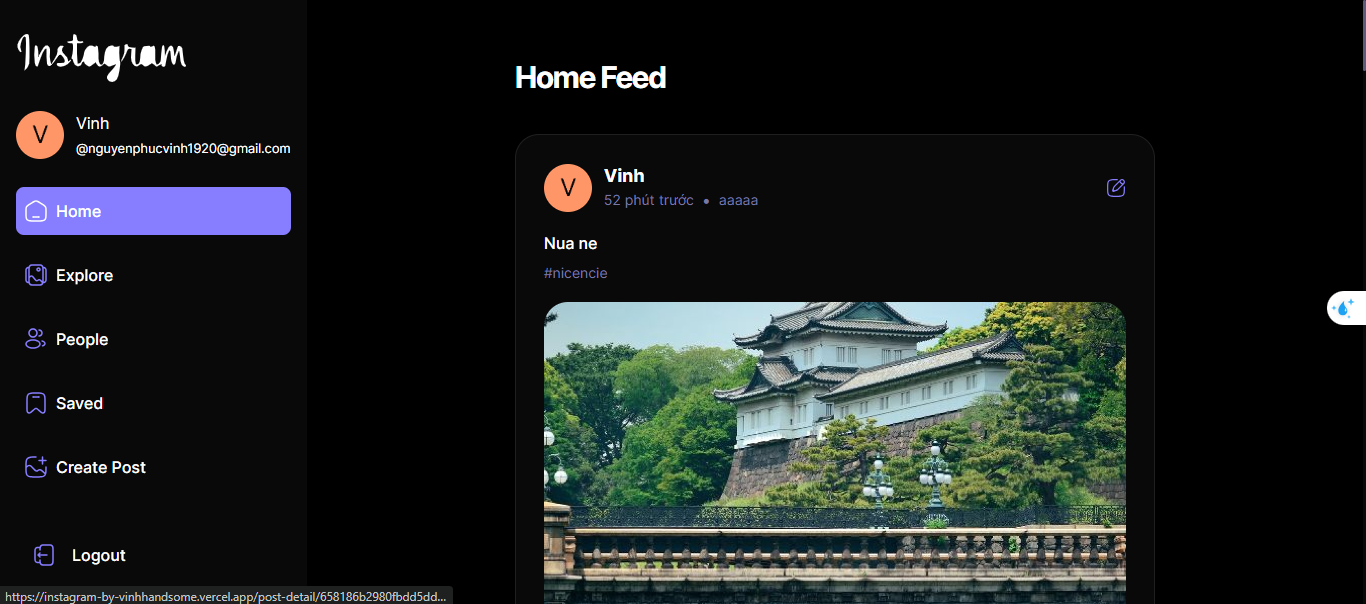 Instagram
V
Vinh
@nguyenphucvinh1920@gmail.com
Home
Explore
People
Saved
Create Post
Logout
Home Feed
V
Vinh
52 phút trước • aaaaa
Nua ne
#nicencie
https://instagram-by-vinhhandsome.vercel.app/post-detail/658186b2980fbdd5dd...